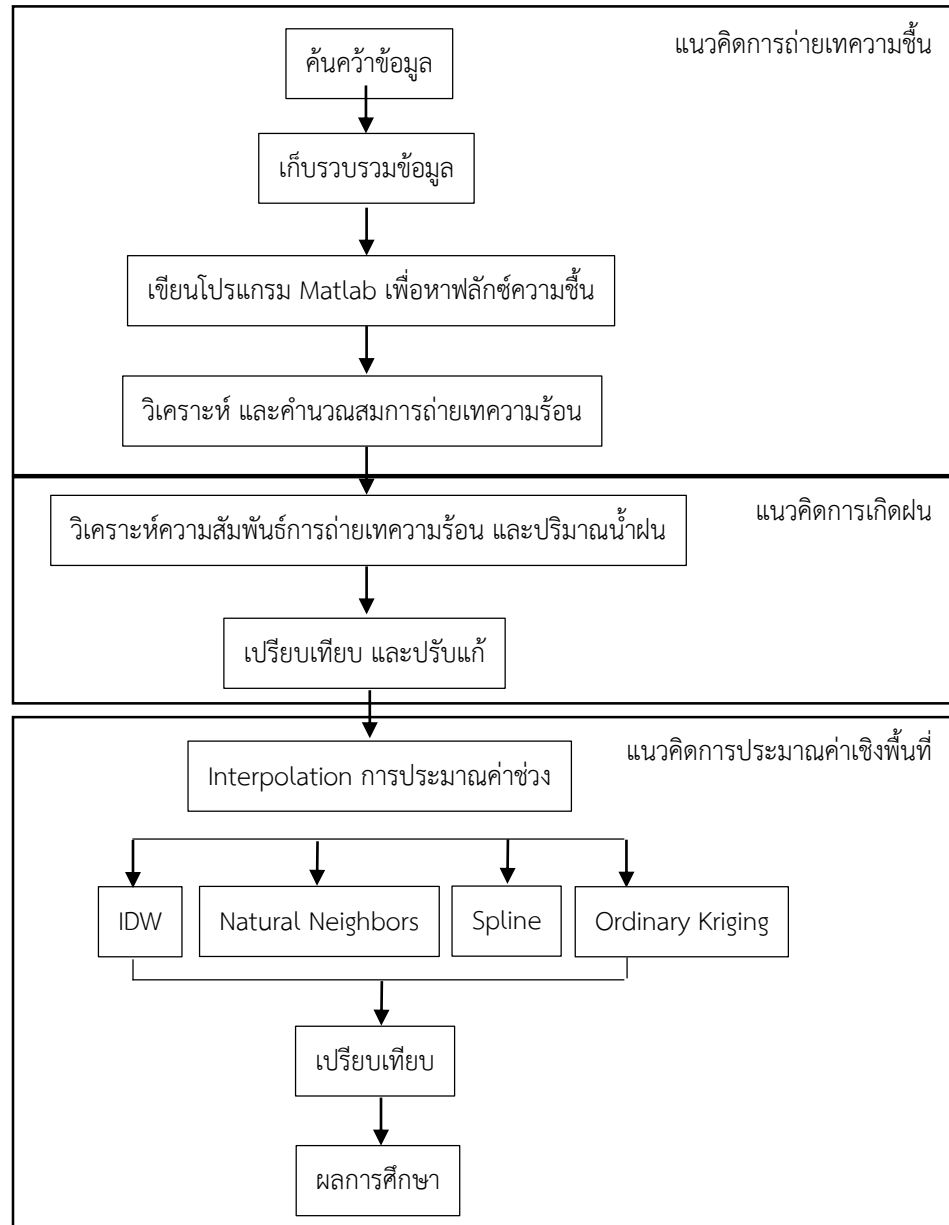 แนวคิดการถ่ายเทความชื้น
ค้นคว้าข้อมูล
เก็บรวบรวมข้อมูล
เขียนโปรแกรม Matlab เพื่อหาฟลักซ์ความชื้น
วิเคราะห์ และคำนวณสมการถ่ายเทความร้อน
แนวคิดการเกิดฝน
วิเคราะห์ความสัมพันธ์การถ่ายเทความร้อน และปริมาณน้ำฝน
เปรียบเทียบ และปรับแก้
แนวคิดการประมาณค่าเชิงพื้นที่
Interpolation การประมาณค่าช่วง
IDW
Natural Neighbors
Spline
Ordinary Kriging
เปรียบเทียบ
ผลการศึกษา